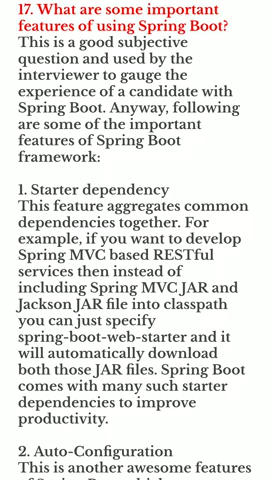 17. What are some important
features of using Spring Boot?
This is a good subjective
question and used by the
interviewer to gauge the
experience of a candidate with
Spring Boot. Anyway, following
are some of the important
features of Spring Boot
framework:
1. Starter dependency
This feature aggregates common
dependencies together. For
example, if you want to develop
Spring MVC based RESTful
services then instead of
including Spring MVC JAR and
Jackson JAR file into classpath
you can just specify
spring-boot-web-starter and it
will automatically download
both those JAR files. Spring Boot
comes with many such starter
dependencies to improve
productivity.
2. Auto-Configuration
This is another awesome features